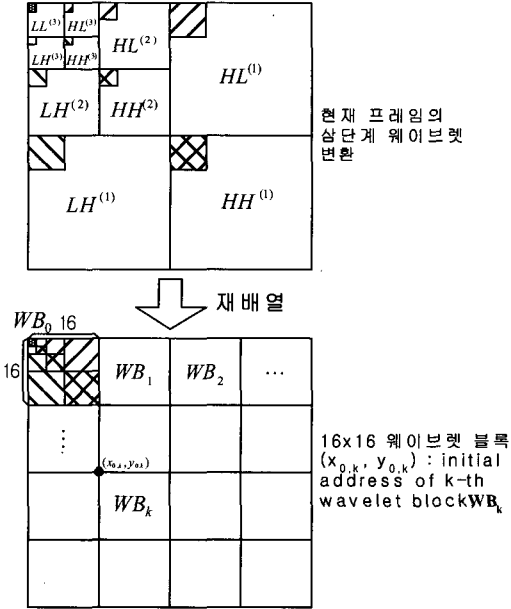 LL(3) HL(3) HL(2)
HL(1)
LH(3) HH(3)
LH(2) HH(2)
현재 프레임의
삼단계 웨이브렛
변환
LH(1) HH(1)
재배열
WB0 16
16 WB1 WB2 ...
⋮
(x0,k, y0,k)
WBk
16x16 웨이브렛 블록
(x0,k, y0,k) : initial
address of k-th
wavelet block WBk